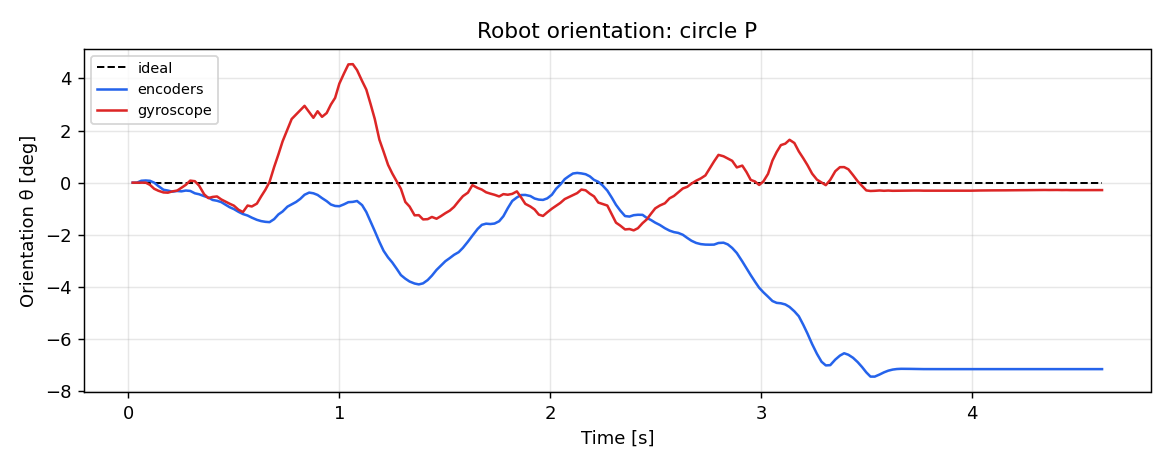 Robot orientation: circle P
ideal
encoders
gyroscope
Orientation θ [deg]
4
2
0
−2
−4
−6
−8
0
1
2
3
4
Time [s]